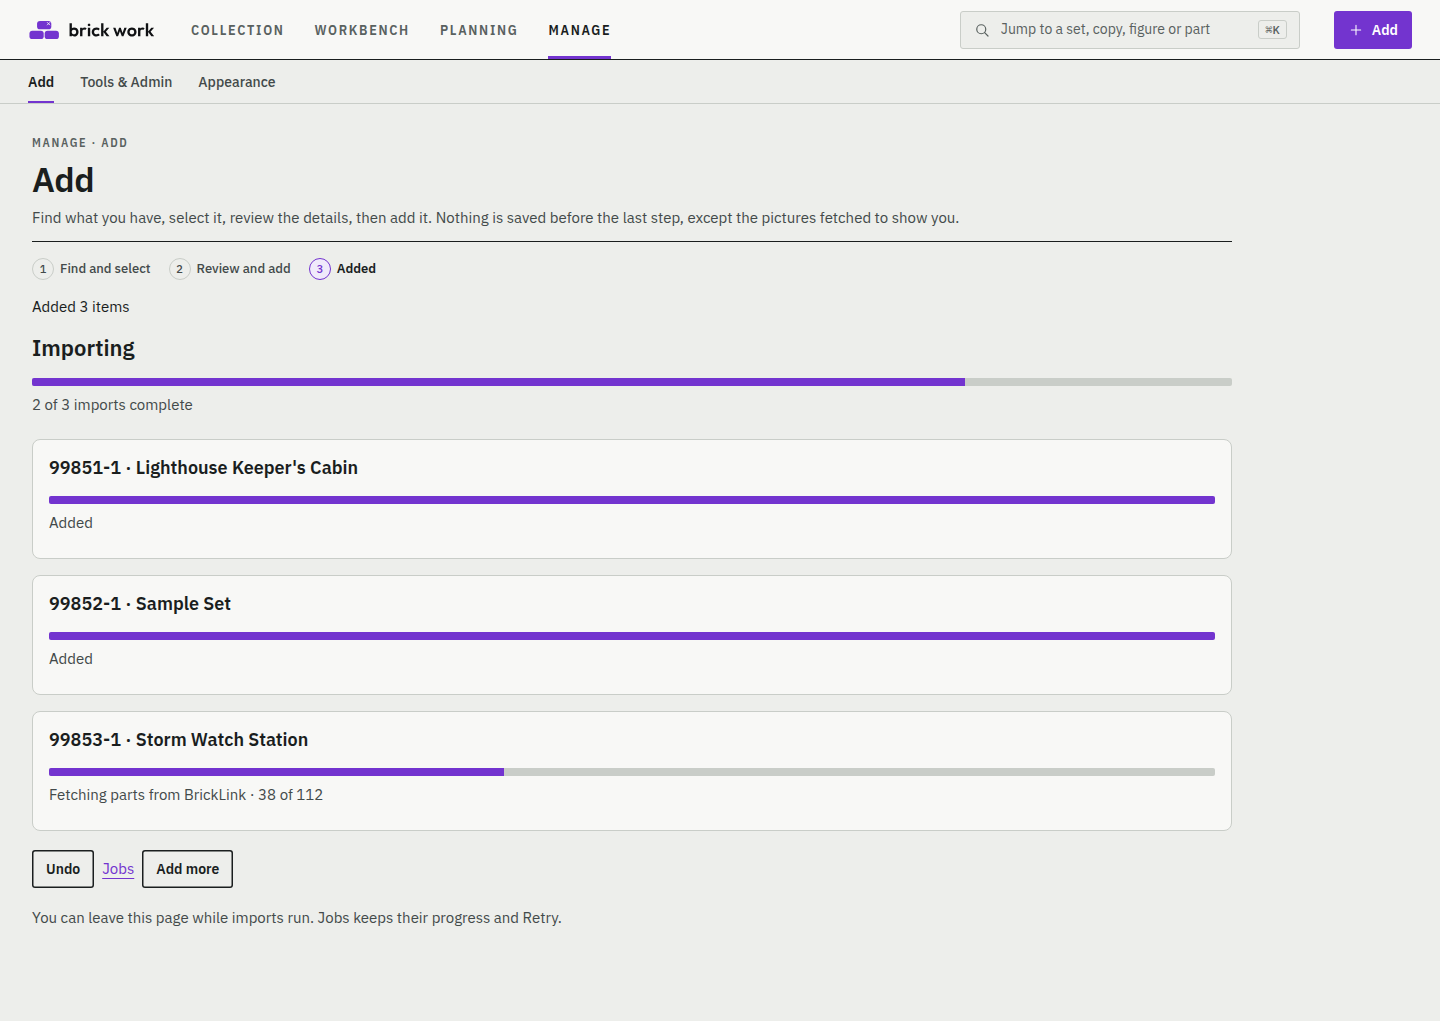 brick work
COLLECTION
WORKBENCH
PLANNING
MANAGE
Jump to a set, copy, figure or part
⌘K
+ Add
Add
Tools & Admin
Appearance
MANAGE · ADD
Add
Find what you have, select it, review the details, then add it. Nothing is saved before the last step, except the pictures fetched to show you.
1 Find and select
2 Review and add
3 Added
Added 3 items
Importing
2 of 3 imports complete
99851-1 · Lighthouse Keeper's Cabin
Added
99852-1 · Sample Set
Added
99853-1 · Storm Watch Station
Fetching parts from BrickLink · 38 of 112
Undo
Jobs
Add more
You can leave this page while imports run. Jobs keeps their progress and Retry.